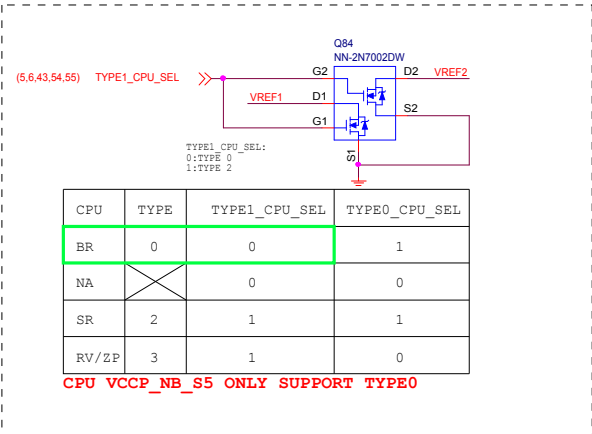 Q84
NN-2N7002DW
(5,6,43,54,55) TYPE1_CPU_SEL
G2
D2 VREF2
VREF1 D1
S2
G1
S1
TYPE1_CPU_SEL:
0:TYPE 0
1:TYPE 2
CPU TYPE TYPE1_CPU_SEL TYPE0_CPU_SEL
BR 0 0 1
NA 0 0
SR 2 1 1
RV/ZP 3 1 0
CPU VCCP_NB_S5 ONLY SUPPORT TYPE0